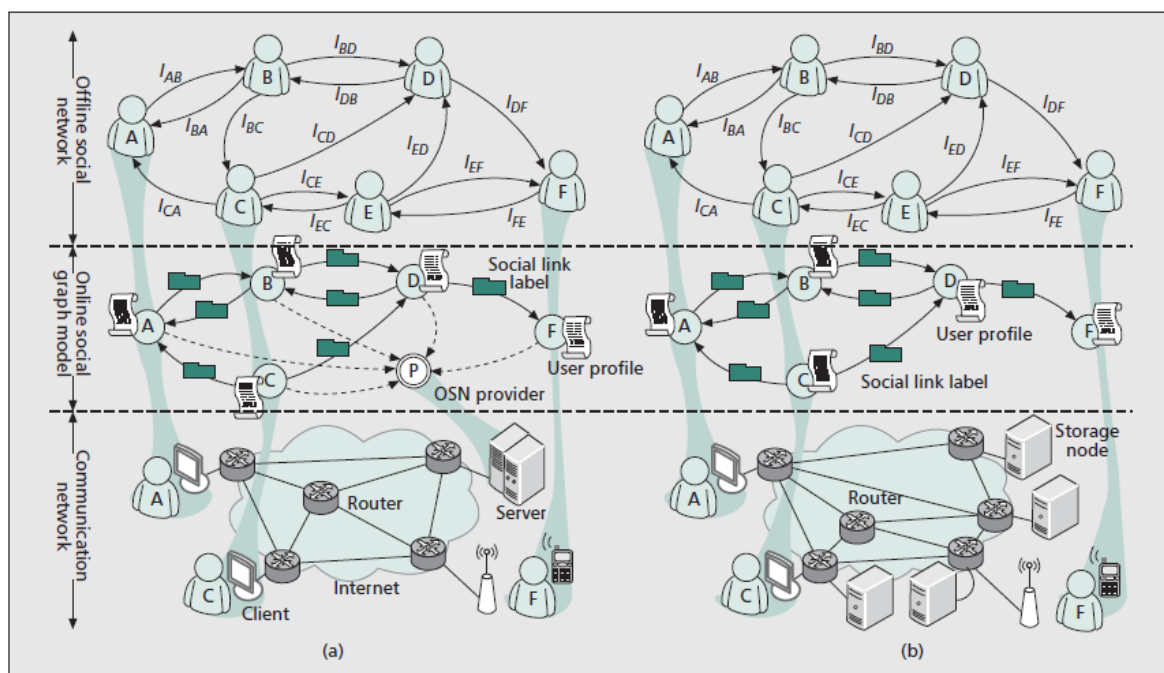 Offline social
network
Online social
graph model
Communication
network
I_AB
I_BD
B
D
I_DB
A
I_BA
I_BC
I_CD
I_ED
I_DF
I_EF
F
I_CE
C
E
I_CA
I_EC
I_FE
Social link
label
B
D
A
F
User profile
C
P
OSN provider
A
Router
Server
C
Client
Internet
F
(a)
I_AB
I_BD
B
D
I_DB
A
I_BA
I_BC
I_CD
I_ED
I_DF
I_EF
F
I_CE
C
E
I_CA
I_EC
I_FE
B
D
A
F
User profile
C
Social link label
Storage
node
A
Router
C
F
(b)